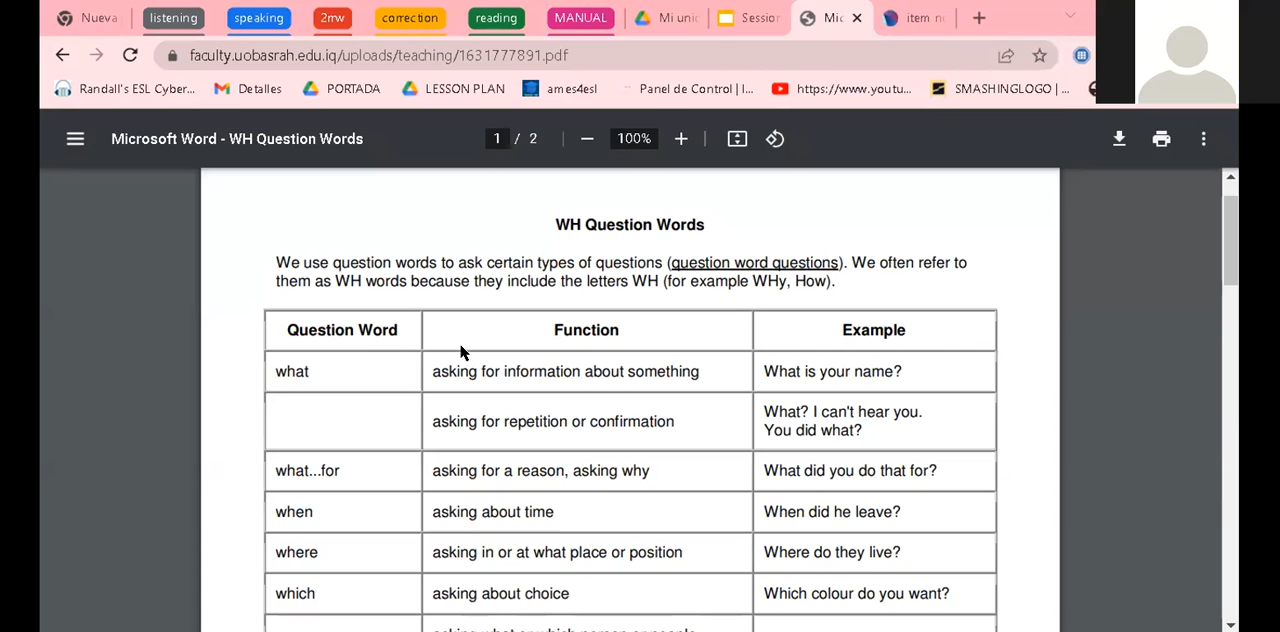 Nueva
listening
speaking
2mw
correction
reading
MANUAL
Mi uni
Session
Mic
item n
faculty.uobasrah.edu.iq/uploads/teaching/1631777891.pdf
Randall's ESL Cyber...
Detalles
PORTADA
LESSON PLAN
ames4esl
Panel de Control | I...
https://www.youtu...
SMASHINGLOGO | ...
Microsoft Word - WH Question Words
1 / 2
100%
WH Question Words
We use question words to ask certain types of questions (question word questions). We often refer to
them as WH words because they include the letters WH (for example WHy, How).
Question Word Function Example
what asking for information about something What is your name?
asking for repetition or confirmation What? I can't hear you.
You did what?
what...for asking for a reason, asking why What did you do that for?
when asking about time When did he leave?
where asking in or at what place or position Where do they live?
which asking about choice Which colour do you want?